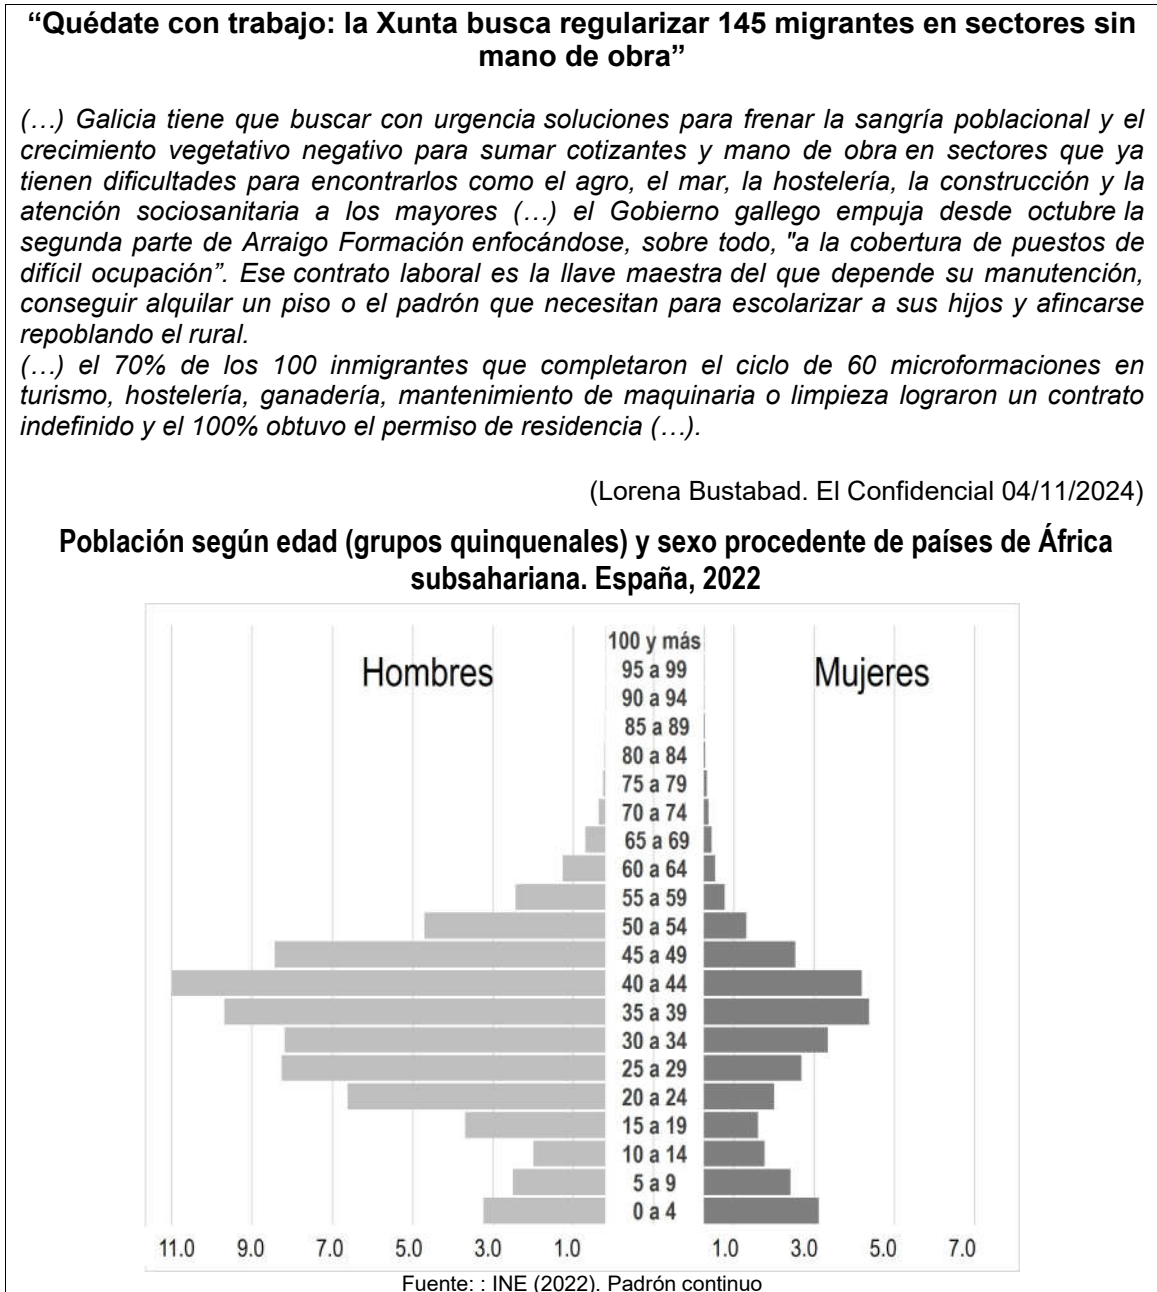 “Quédate con trabajo: la Xunta busca regularizar 145 migrantes en sectores sin
mano de obra”
(…) Galicia tiene que buscar con urgencia soluciones para frenar la sangría poblacional y el
crecimiento vegetativo negativo para sumar cotizantes y mano de obra en sectores que ya
tienen dificultades para encontrarlos como el agro, el mar, la hostelería, la construcción y la
atención sociosanitaria a los mayores (…) el Gobierno gallego empuja desde octubre la
segunda parte de Arraigo Formación enfocándose, sobre todo, "a la cobertura de puestos de
difícil ocupación”. Ese contrato laboral es la llave maestra del que depende su manutención,
conseguir alquilar un piso o el padrón que necesitan para escolarizar a sus hijos y afincarse
repoblando el rural.
(…) el 70% de los 100 inmigrantes que completaron el ciclo de 60 microformaciones en
turismo, hostelería, ganadería, mantenimiento de maquinaria o limpieza lograron un contrato
indefinido y el 100% obtuvo el permiso de residencia (…).
(Lorena Bustabad. El Confidencial 04/11/2024)
Población según edad (grupos quinquenales) y sexo procedente de países de África
subsahariana. España, 2022
Hombres
Mujeres
100 y más
95 a 99
90 a 94
85 a 89
80 a 84
75 a 79
70 a 74
65 a 69
60 a 64
55 a 59
50 a 54
45 a 49
40 a 44
35 a 39
30 a 34
25 a 29
20 a 24
15 a 19
10 a 14
5 a 9
0 a 4
11.0 9.0 7.0 5.0 3.0 1.0 1.0 3.0 5.0 7.0
Fuente: : INE (2022). Padrón continuo